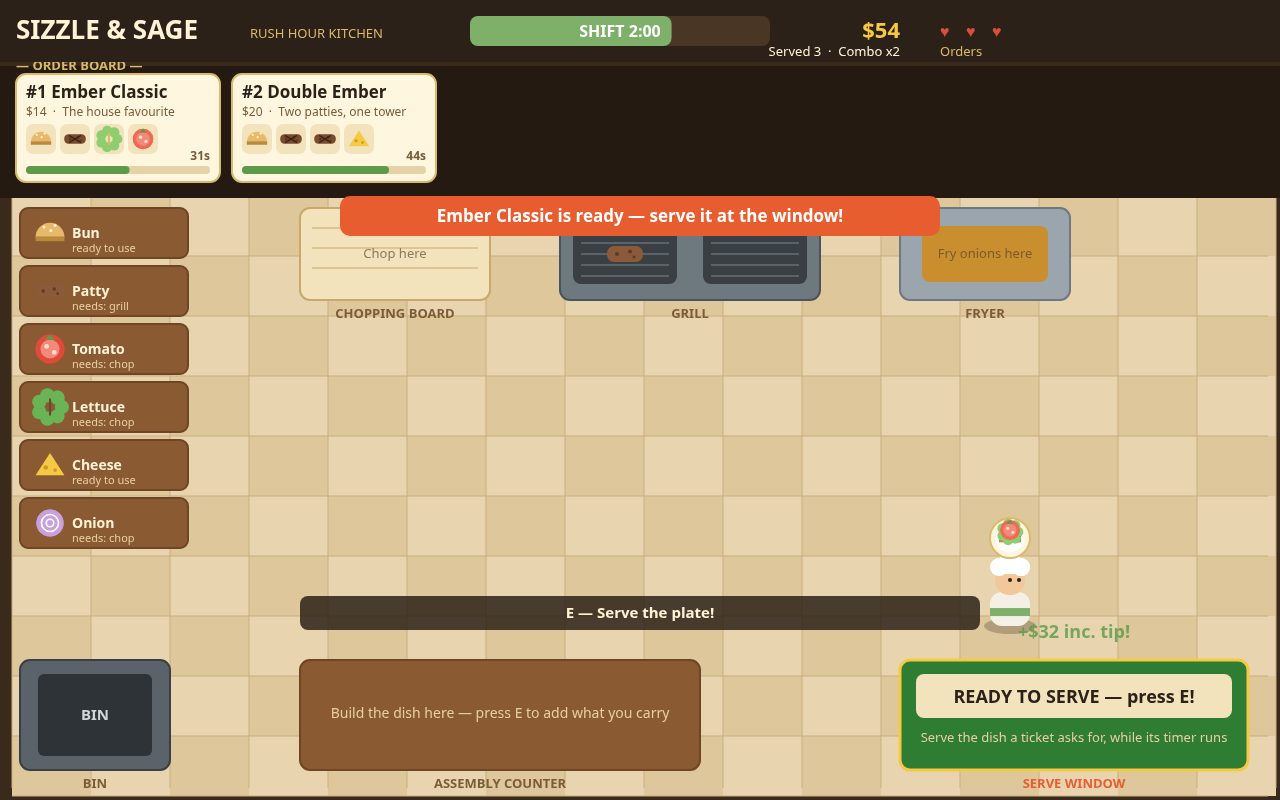 SIZZLE & SAGE
RUSH HOUR KITCHEN
SHIFT 2:00
$54
Served 3 · Combo x2
♥ ♥ ♥
Orders
— ORDER BOARD —
#1 Ember Classic
$14 · The house favourite
31s
#2 Double Ember
$20 · Two patties, one tower
44s
Ember Classic is ready — serve it at the window!
Bun
ready to use
Patty
needs: grill
Tomato
needs: chop
Lettuce
needs: chop
Cheese
ready to use
Onion
needs: chop
Chop here
CHOPPING BOARD
GRILL
Fry onions here
FRYER
E — Serve the plate!
+$32 inc. tip!
BIN
BIN
Build the dish here — press E to add what you carry
ASSEMBLY COUNTER
READY TO SERVE — press E!
Serve the dish a ticket asks for, while its timer runs
SERVE WINDOW